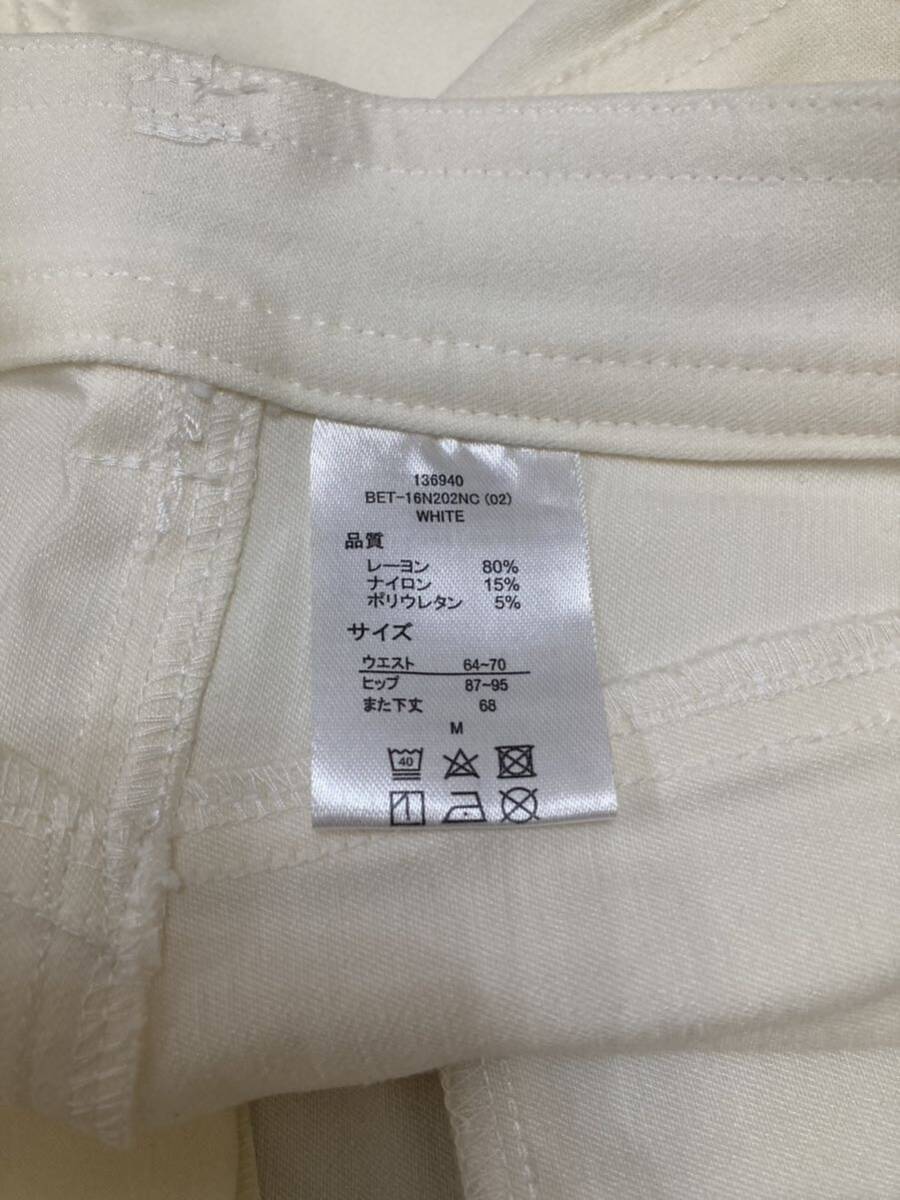 136940
BET-16N202NC (02)
WHITE
品質
レーヨン 80%
ナイロン 15%
ポリウレタン 5%
サイズ
ウエスト 64~70
ヒップ 87~95
また下丈 68
M
40